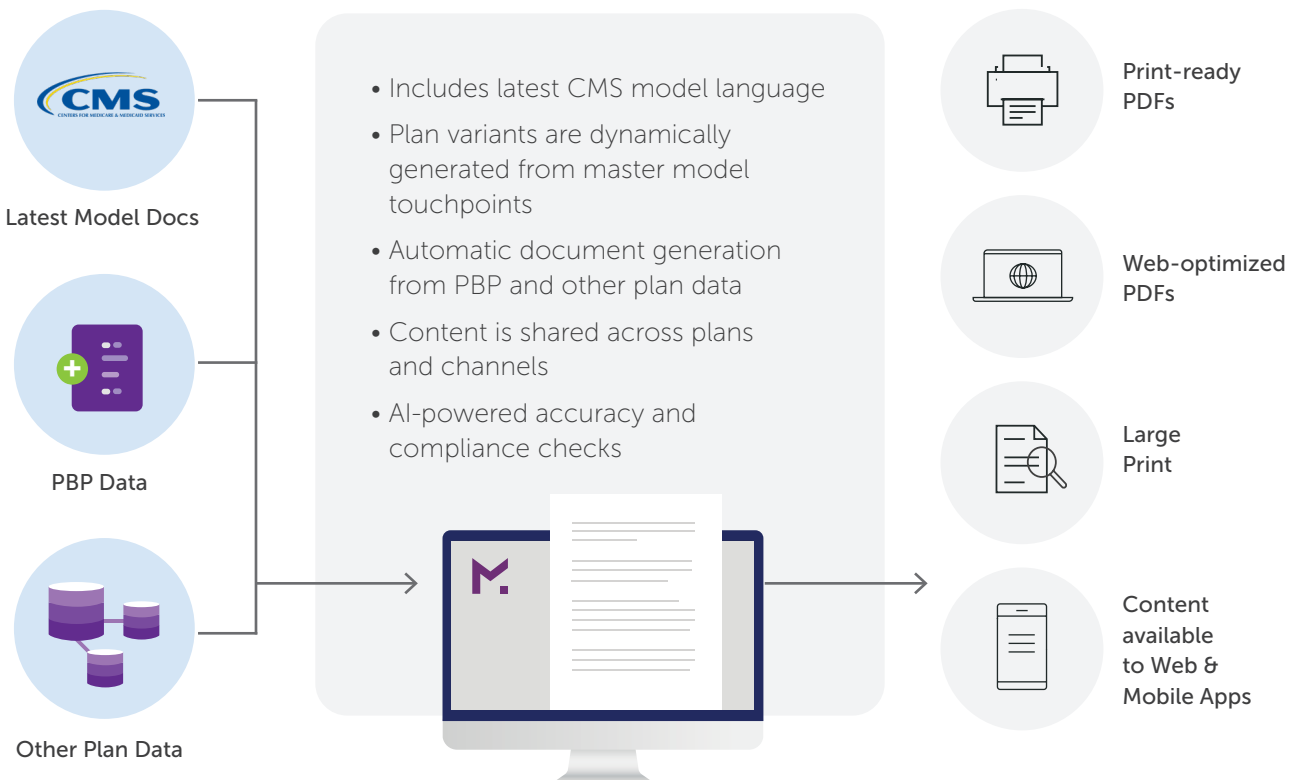 CMS
CENTERS FOR MEDICARE & MEDICAID SERVICES
Latest Model Docs
PBP Data
Other Plan Data
• Includes latest CMS model language
• Plan variants are dynamically
generated from master model
touchpoints
• Automatic document generation
from PBP and other plan data
• Content is shared across plans
and channels
• AI-powered accuracy and
compliance checks
M.
Print-ready
PDFs
Web-optimized
PDFs
Large
Print
Content
available
to Web &
Mobile Apps